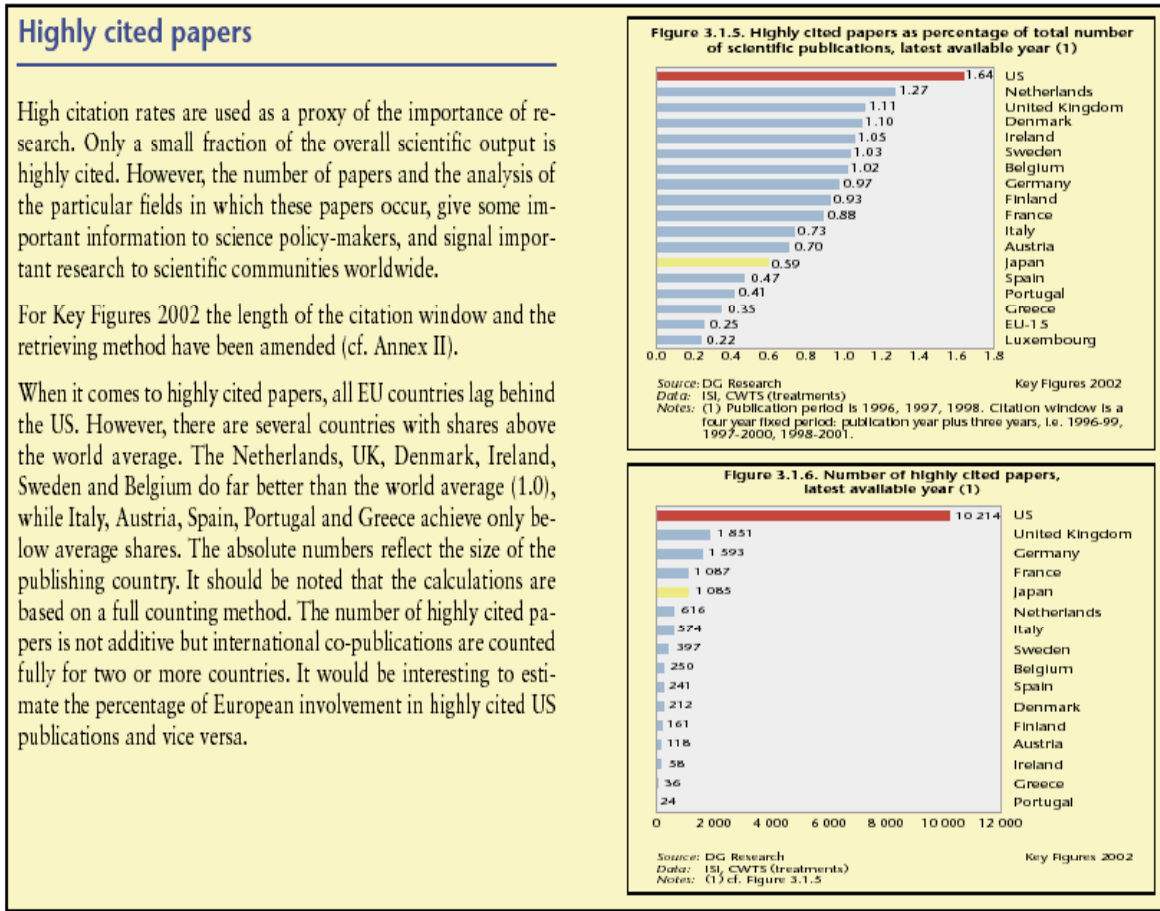 Highly cited papers
High citation rates are used as a proxy of the importance of re-
search. Only a small fraction of the overall scientific output is
highly cited. However, the number of papers and the analysis of
the particular fields in which these papers occur, give some im-
portant information to science policy-makers, and signal impor-
tant research to scientific communities worldwide.
For Key Figures 2002 the length of the citation window and the
retrieving method have been amended (cf. Annex II).
When it comes to highly cited papers, all EU countries lag behind
the US. However, there are several countries with shares above
the world average. The Netherlands, UK, Denmark, Ireland,
Sweden and Belgium do far better than the world average (1.0),
while Italy, Austria, Spain, Portugal and Greece achieve only be-
low average shares. The absolute numbers reflect the size of the
publishing country. It should be noted that the calculations are
based on a full counting method. The number of highly cited pa-
pers is not additive but international co-publications are counted
fully for two or more countries. It would be interesting to esti-
mate the percentage of European involvement in highly cited US
publications and vice versa.
Figure 3.1.5. Highly cited papers as percentage of total number
of scientific publications, latest available year (1)
1.64 US
1.27 Netherlands
1.11 United Kingdom
1.10 Denmark
1.05 Ireland
1.03 Sweden
1.02 Belgium
0.97 Germany
0.93 Finland
0.88 France
0.73 Italy
0.70 Austria
0.59 Japan
0.47 Spain
0.41 Portugal
0.35 Greece
0.25 EU-15
0.22 Luxembourg
0.0 0.2 0.4 0.6 0.8 1.0 1.2 1.4 1.6 1.8
Source: DG Research Key Figures 2002
Data: ISI, CWTS (treatments)
Notes: (1) Publication period is 1996, 1997, 1998. Citation window is a
four year fixed period: publication year plus three years, i.e. 1996-99,
1997-2000, 1998-2001.
Figure 3.1.6. Number of highly cited papers,
latest available year (1)
10 214 US
1 851 United Kingdom
1 593 Germany
1 087 France
1 085 Japan
616 Netherlands
574 Italy
397 Sweden
250 Belgium
241 Spain
212 Denmark
161 Finland
118 Austria
58 Ireland
36 Greece
24 Portugal
0 2 000 4 000 6 000 8 000 10 000 12 000
Source: DG Research Key Figures 2002
Data: ISI, CWTS (treatments)
Notes: (1) cf. Figure 3.1.5